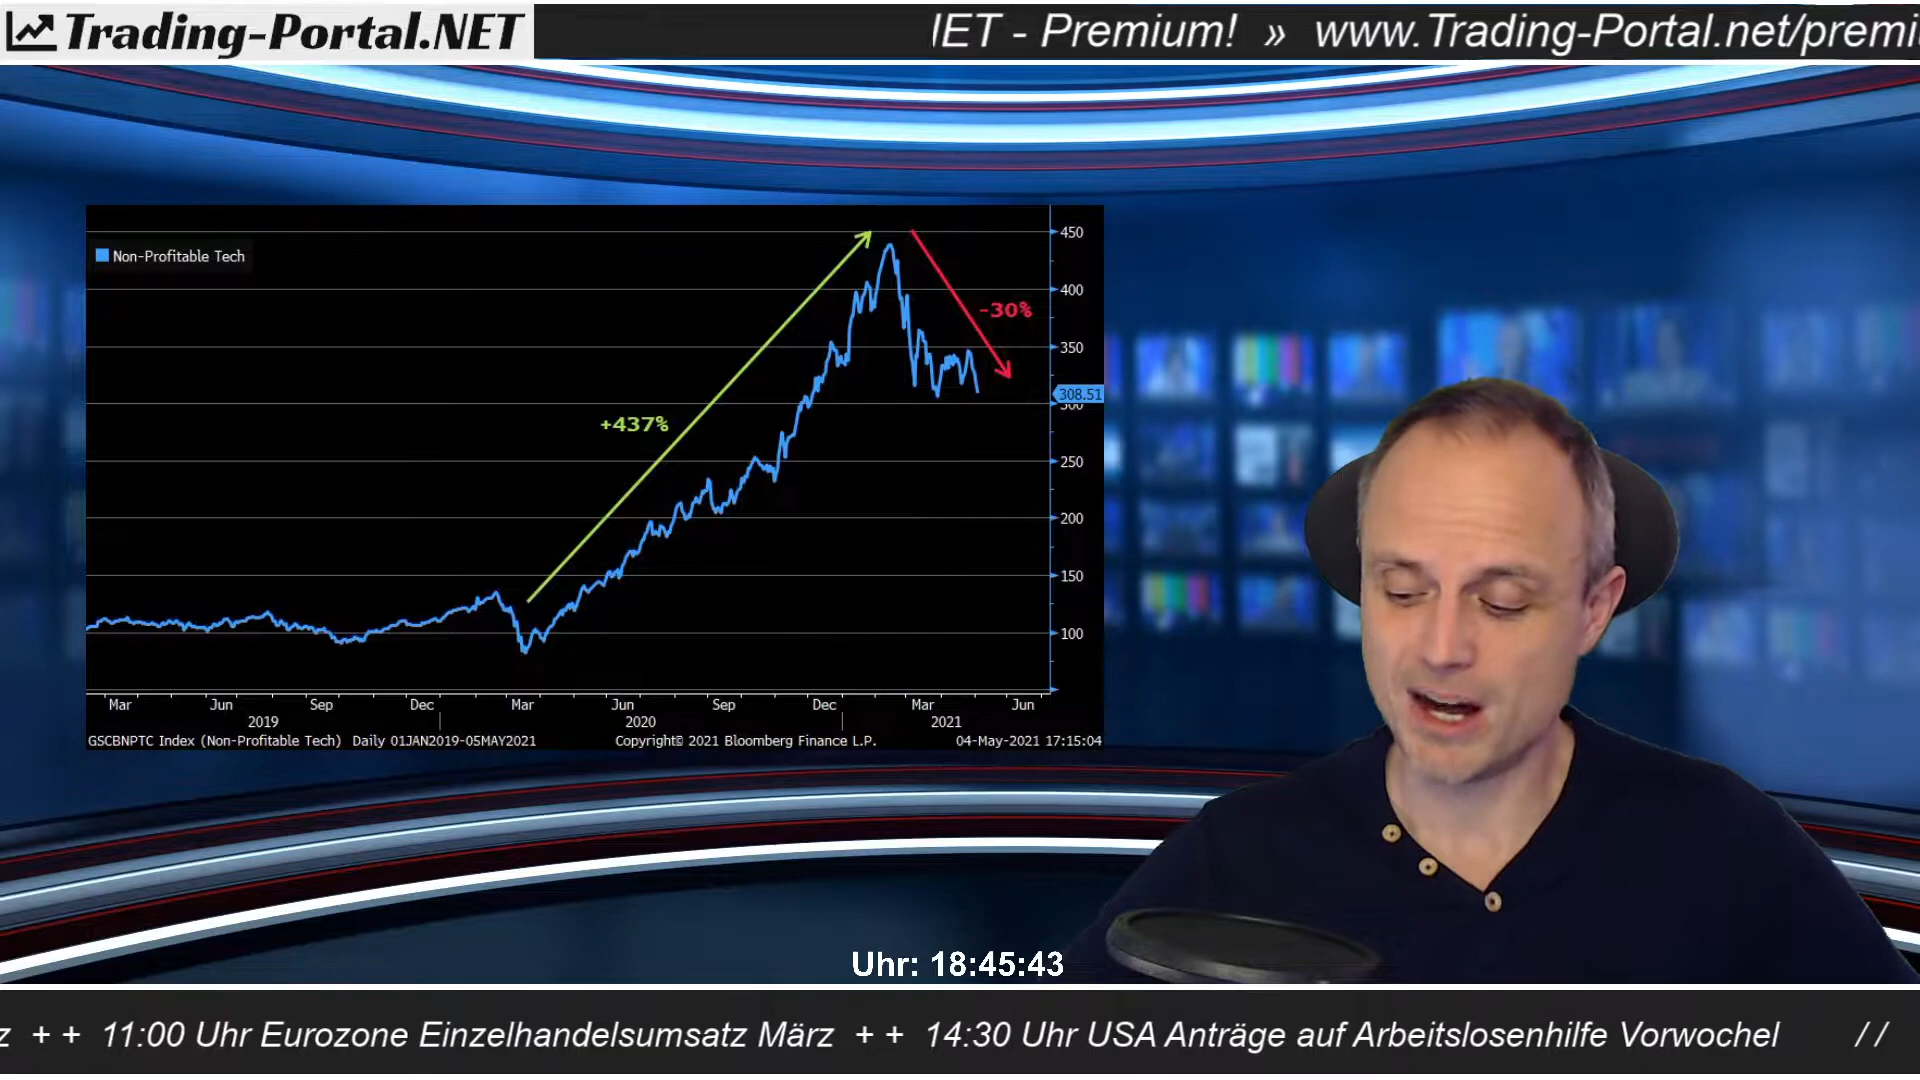 Trading-Portal.NET
IET - Premium! » www.Trading-Portal.net/premi
Non-Profitable Tech
+437%
-30%
450
400
350
308.51
300
250
200
150
100
Mar Jun Sep Dec Mar Jun Sep Dec Mar Jun
2019 2020 2021
GSCBNPTC Index (Non-Profitable Tech) Daily 01JAN2019-05MAY2021 Copyright© 2021 Bloomberg Finance L.P. 04-May-2021 17:15:04
Uhr: 18:45:43
z + + 11:00 Uhr Eurozone Einzelhandelsumsatz März + + 14:30 Uhr USA Anträge auf Arbeitslosenhilfe Vorwochel //